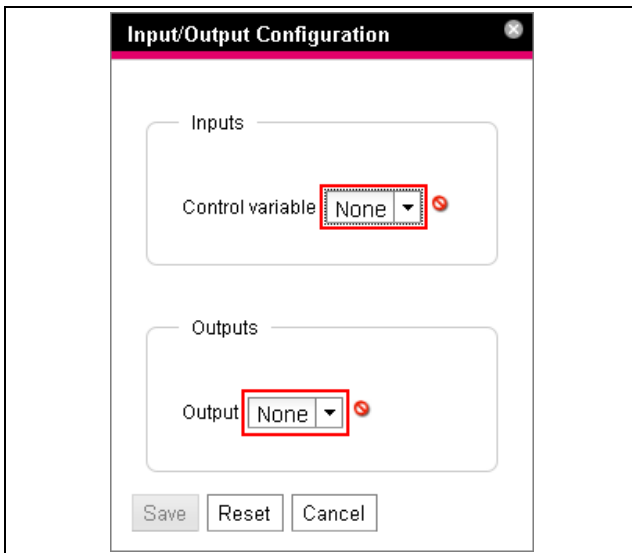 Input/Output Configuration
Inputs
Control variable None
Outputs
Output None
Save Reset Cancel